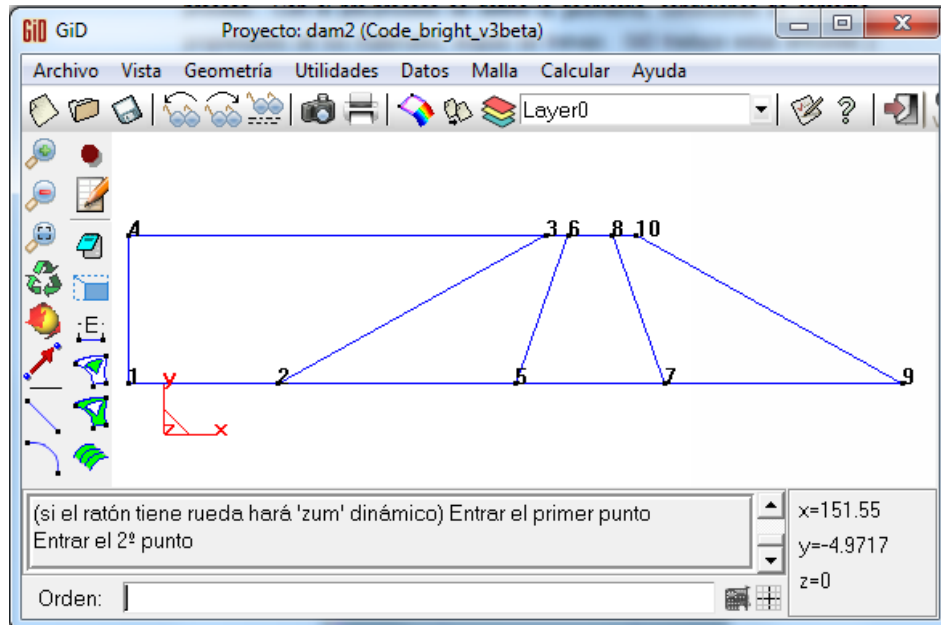 GiD GiD Proyecto: dam2 (Code_bright_v3beta)
Archivo Vista Geometría Utilidades Datos Malla Calcular Ayuda
Layer0
4 3 6 8 10
1 2 5 7 9
y
z x
E
(si el ratón tiene rueda hará 'zum' dinámico) Entrar el primer punto
Entrar el 2º punto
x=151.55
y=-4.9717
z=0
Orden: